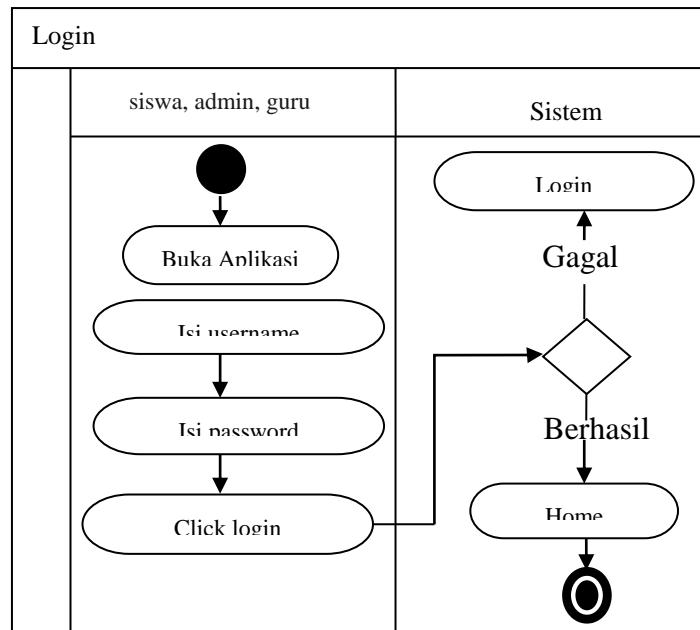 Login
siswa, admin, guru
Sistem
Login
Buka Aplikasi
Gagal
Isi username
Isi password
Berhasil
Click login
Home